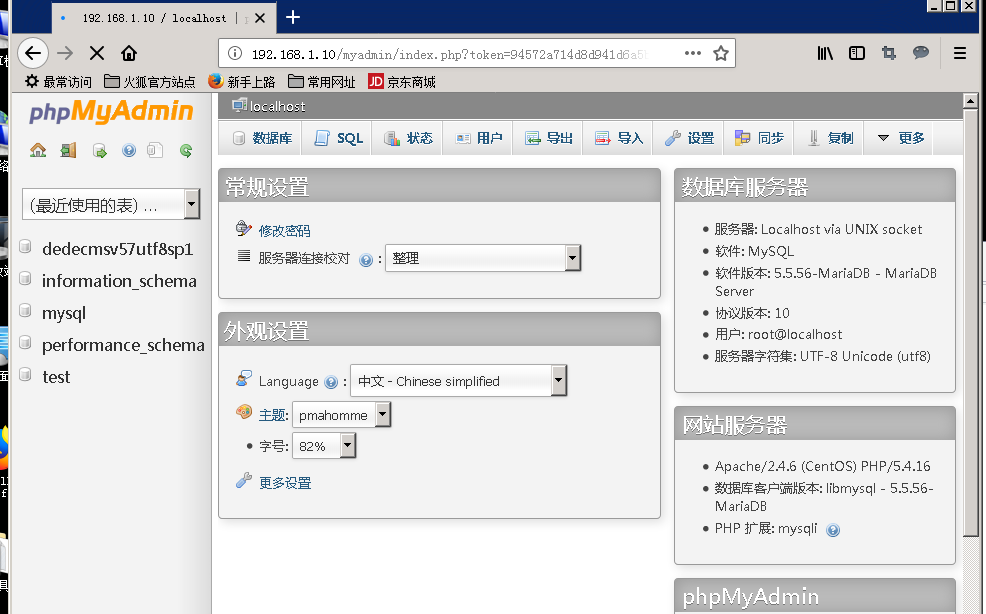 192.168.1.10 / localhost |
192.168.1.10/myadmin/index.php?token=94572a714d8d941d6a5
最常访问 火狐官方站点 新手上路 常用网址 JD 京东商城
phpMyAdmin
(最近使用的表) ...
dedecmsv57utf8sp1
information_schema
mysql
performance_schema
test
localhost
数据库 SQL 状态 用户 导出 导入 设置 同步 复制 更多
常规设置
修改密码
服务器连接校对 : 整理
外观设置
Language : 中文 - Chinese simplified
主题: pmahomme
字号: 82%
更多设置
数据库服务器
服务器: Localhost via UNIX socket
软件: MySQL
软件版本: 5.5.56-MariaDB - MariaDB
Server
协议版本: 10
用户: root@localhost
服务器字符集: UTF-8 Unicode (utf8)
网站服务器
Apache/2.4.6 (CentOS) PHP/5.4.16
数据库客户端版本: libmysql - 5.5.56-
MariaDB
PHP 扩展: mysqli
phpMyAdmin